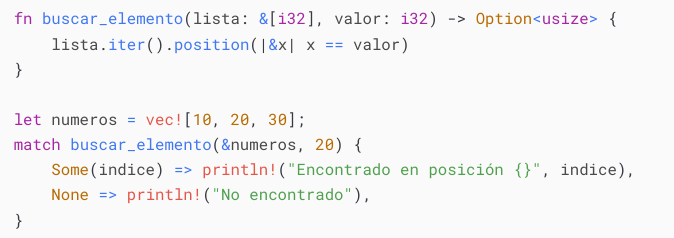 fn buscar_elemento(lista: &[i32], valor: i32) -> Option<usize> {
    lista.iter().position(|&x| x == valor)
}

let numeros = vec![10, 20, 30];
match buscar_elemento(&numeros, 20) {
    Some(indice) => println!("Encontrado en posición {}", indice),
    None => println!("No encontrado"),
}